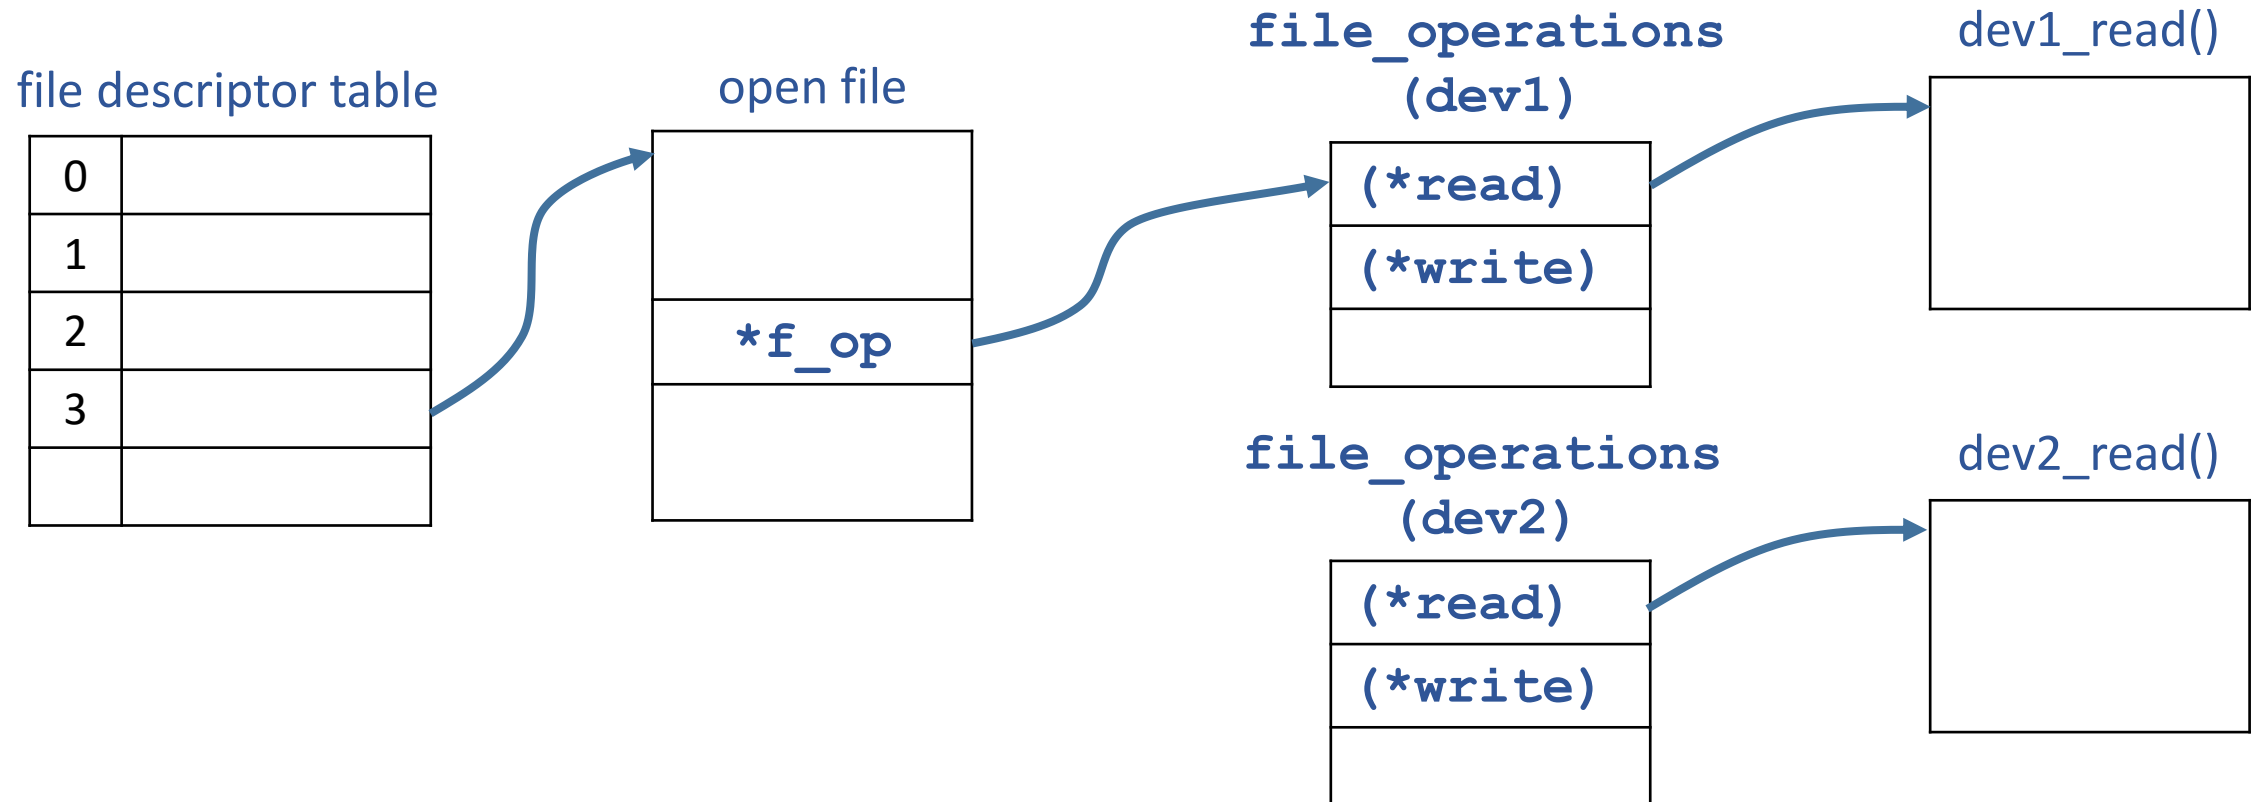 file descriptor table
0
1
2
3
open file
*f_op
file_operations
(dev1)
(*read)
(*write)
dev1_read()
file_operations
(dev2)
(*read)
(*write)
dev2_read()